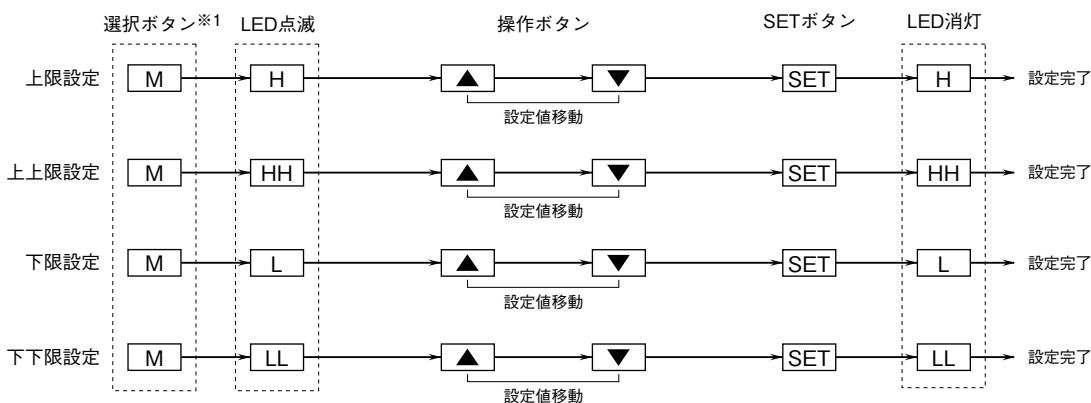 選択ボタン※1 LED点滅 操作ボタン SETボタン LED消灯
上限設定 M H ▲ ▼ SET H 設定完了
設定値移動
上上限設定 M HH ▲ ▼ SET HH 設定完了
設定値移動
下限設定 M L ▲ ▼ SET L 設定完了
設定値移動
下下限設定 M LL ▲ ▼ SET LL 設定完了
設定値移動